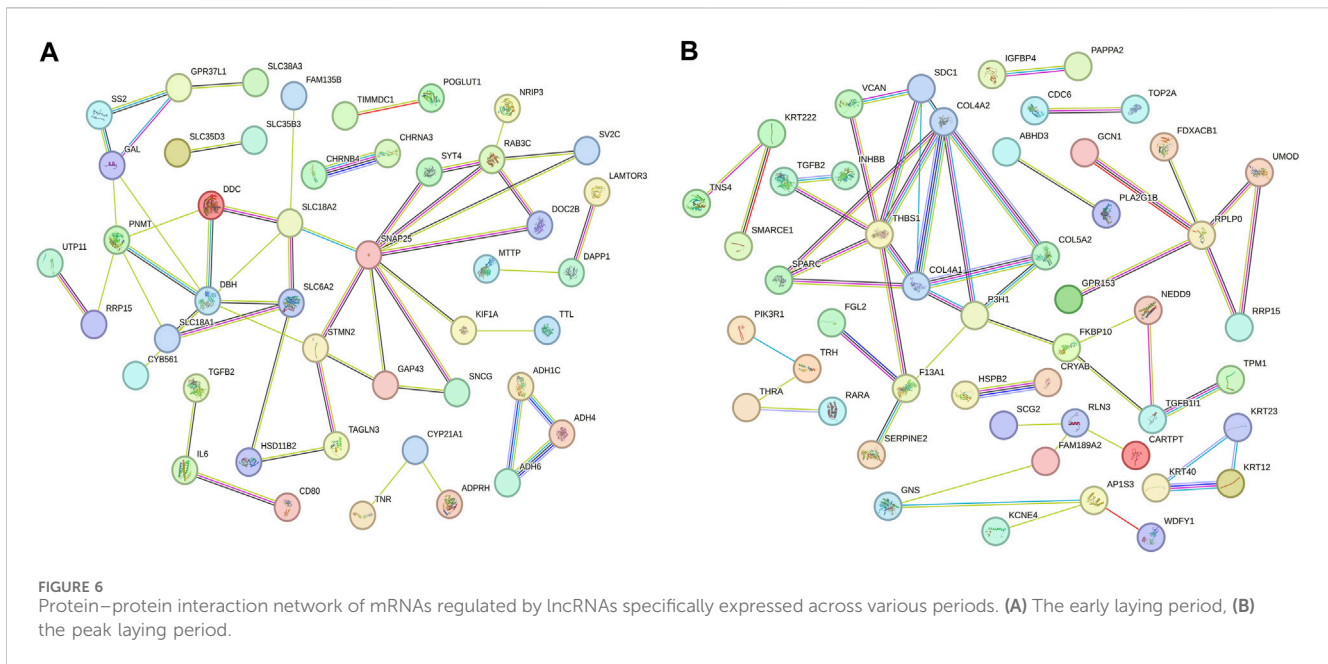 A
B
GPR37L1
SLC38A3
FAM135B
SS2
TIMMDC1
POGLUT1
NRIP3
SLC35D3
SLC35B3
GAL
CHRNB4
CHRNA3
SYT4
RAB3C
SV2C
LAMTOR3
DDC
SLC18A2
PNMT
DOC2B
UTP11
SNAP25
MTTP
DAPP1
DBH
SLC6A2
RRP15
SLC18A1
KIF1A
TTL
STMN2
CYB561
GAP43
SNCG
TGFB2
ADH1C
ADH4
IL6
HSD11B2
TAGLN3
CYP21A1
ADH6
CD80
TNR
ADPRH
SDC1
IGFBP4
PAPPA2
VCAN
COL4A2
CDC6
TOP2A
KRT222
ABHD3
GCN1
FDXACB1
TGFB2
INHBB
UMOD
TNS4
THBS1
PLA2G1B
RPLP0
SMARCE1
SPARC
COL4A1
COL5A2
GPR153
P3H1
NEDD9
RRP15
PIK3R1
FGL2
FKBP10
TRH
TPM1
F13A1
HSPB2
CRYAB
TGFB1I1
THRA
RARA
SCG2
RLN3
KRT23
SERPINE2
FAM189A2
CARTPT
KRT40
KRT12
GNS
AP1S3
KCNE4
WDFY1
FIGURE 6
Protein–protein interaction network of mRNAs regulated by lncRNAs specifically expressed across various periods. (A) The early laying period, (B)
the peak laying period.